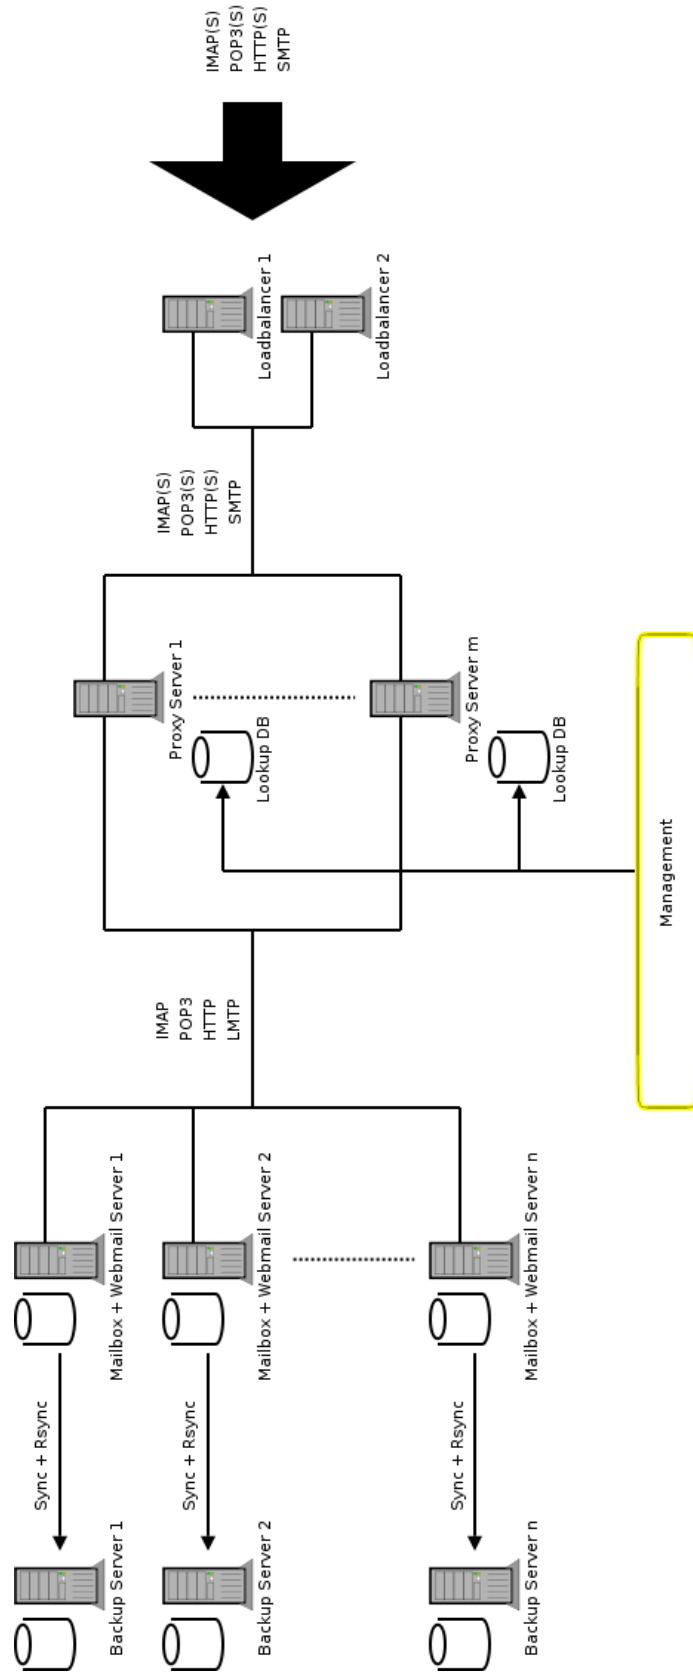 IMAP(S)
POP3(S)
HTTP(S)
SMTP
Loadbalancer 1
Loadbalancer 2
IMAP(S)
POP3(S)
HTTP(S)
SMTP
Proxy Server 1
Lookup DB
Proxy Server m
Lookup DB
Management
IMAP
POP3
HTTP
LMTP
Mailbox + Webmail Server 1
Mailbox + Webmail Server 2
Mailbox + Webmail Server n
Sync + Rsync
Sync + Rsync
Sync + Rsync
Backup Server 1
Backup Server 2
Backup Server n